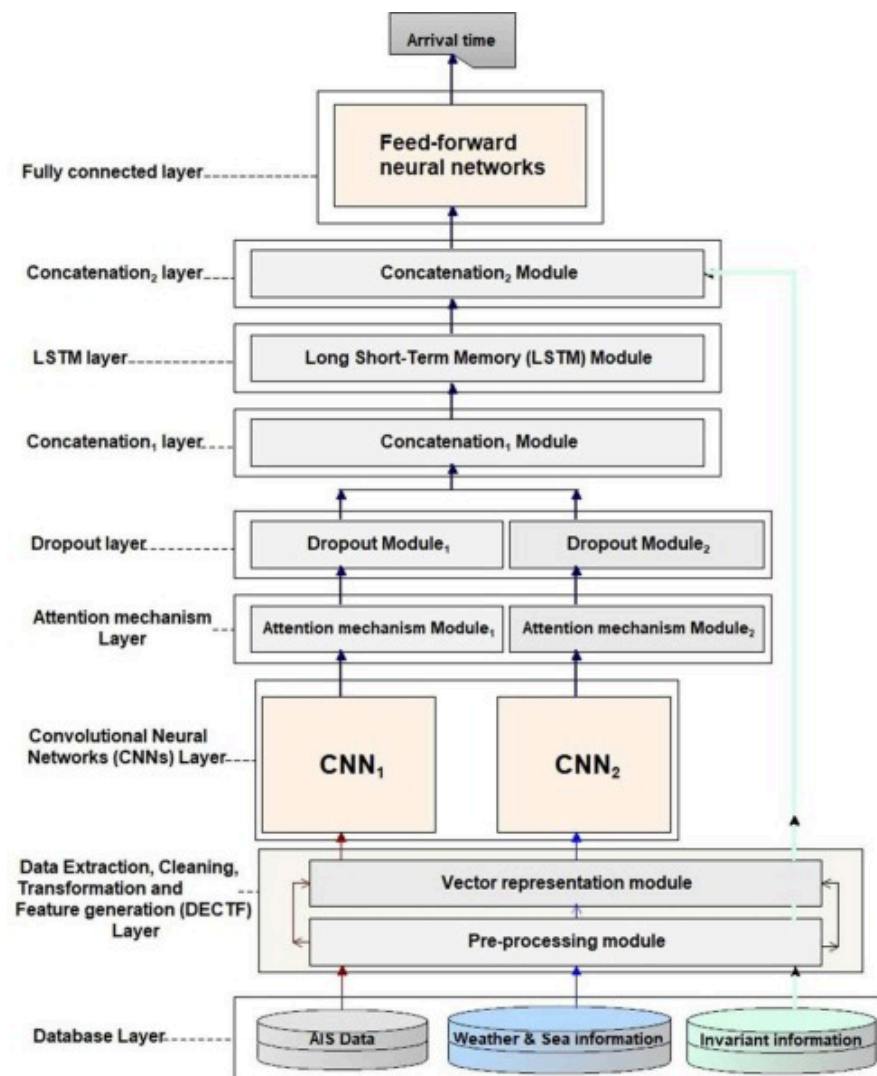 Arrival time
Feed-forward
neural networks
Fully connected layer
Concatenation₂ layer
Concatenation₂ Module
LSTM layer
Long Short-Term Memory (LSTM) Module
Concatenation₁ layer
Concatenation₁ Module
Dropout layer
Dropout Module₁
Dropout Module₂
Attention mechanism
Layer
Attention mechanism Module₁
Attention mechanism Module₂
Convolutional Neural
Networks (CNNs) Layer
CNN₁
CNN₂
Data Extraction, Cleaning,
Transformation and
Feature generation (DECTF)
Layer
Vector representation module
Pre-processing module
Database Layer
AIS Data
Weather & Sea information
Invariant information